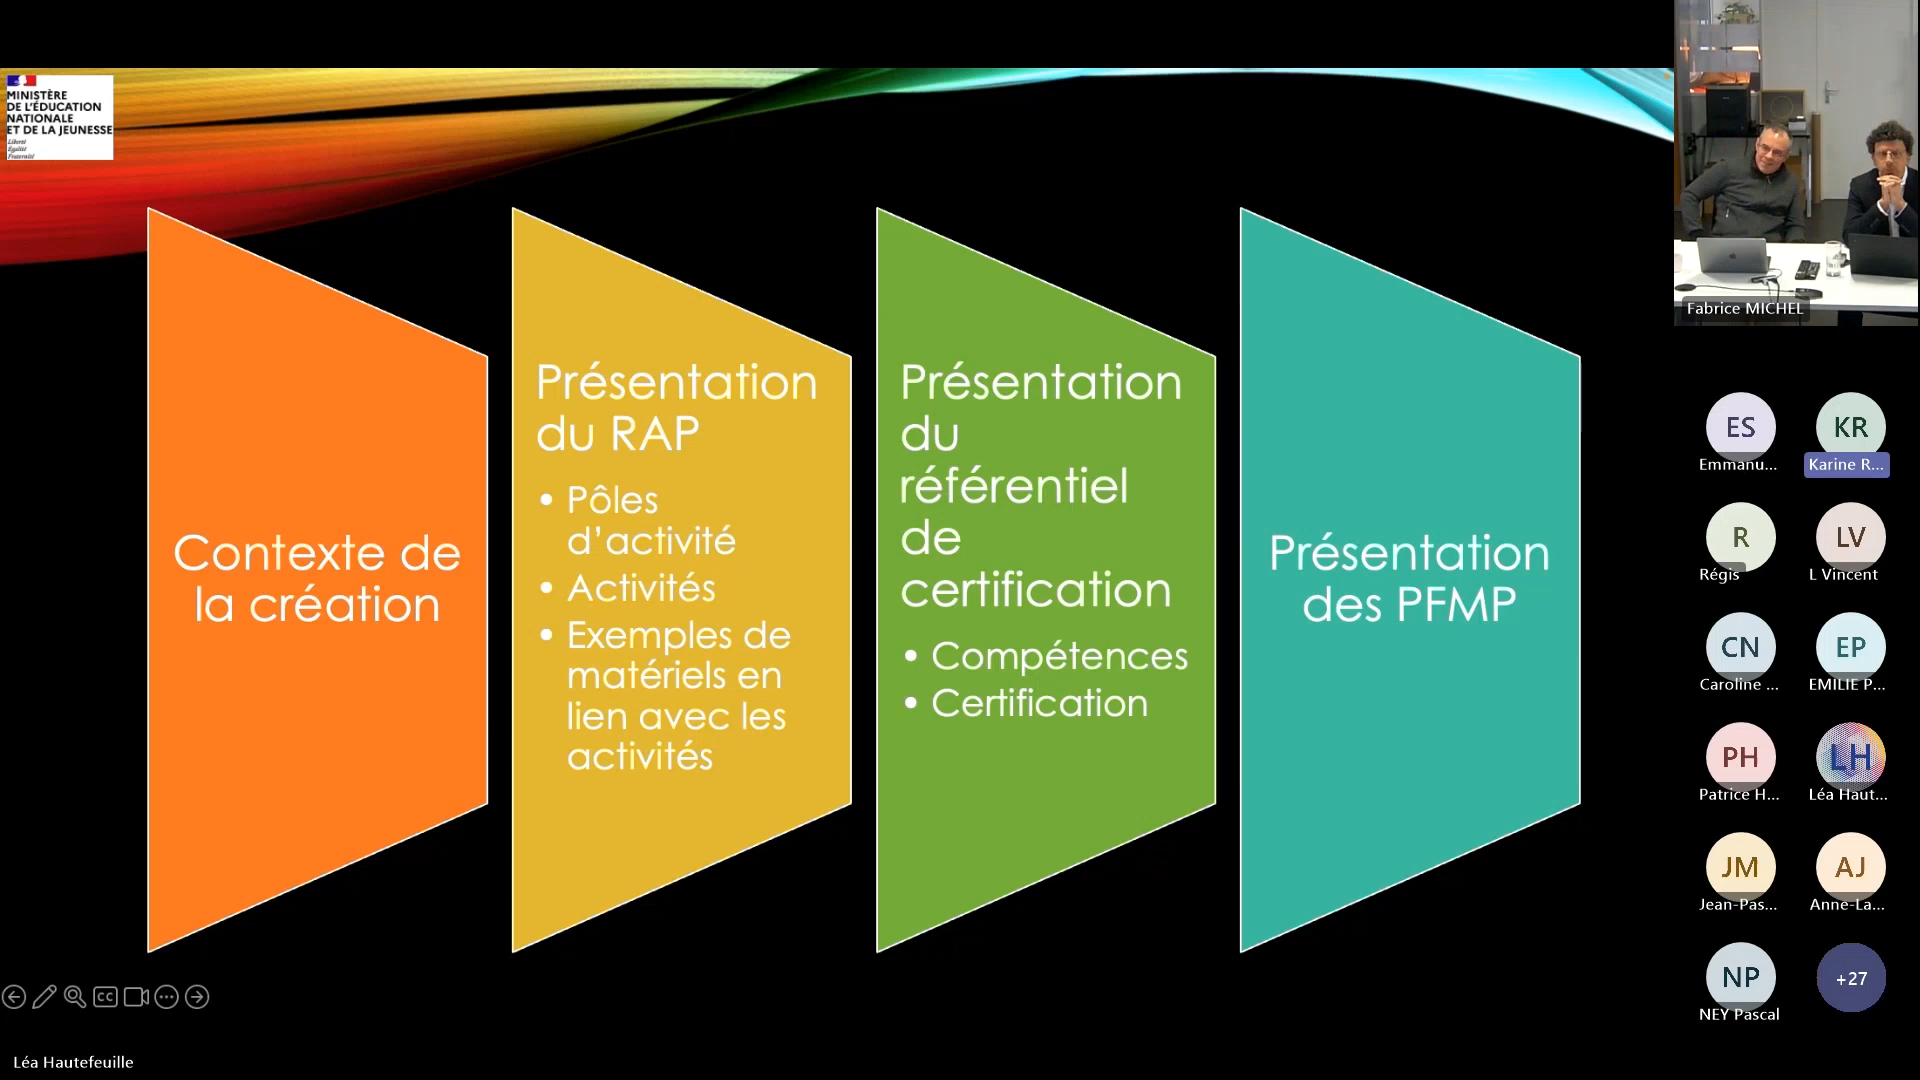 MINISTÈRE
DE L'ÉDUCATION
NATIONALE
ET DE LA JEUNESSE
Liberté
Égalité
Fraternité
Contexte de
la création
Présentation
du RAP
• Pôles
d’activité
• Activités
• Exemples de
matériels en
lien avec les
activités
Présentation
du
référentiel
de
certification
• Compétences
• Certification
Présentation
des PFMP
CC
Léa Hautefeuille
Fabrice MICHEL
ES
Emmanu...
KR
Karine R...
R
Régis
LV
L Vincent
CN
Caroline ...
EP
EMILIE P...
PH
Patrice H...
LH
Léa Haut...
JM
Jean-Pas...
AJ
Anne-La...
NP
NEY Pascal
+27